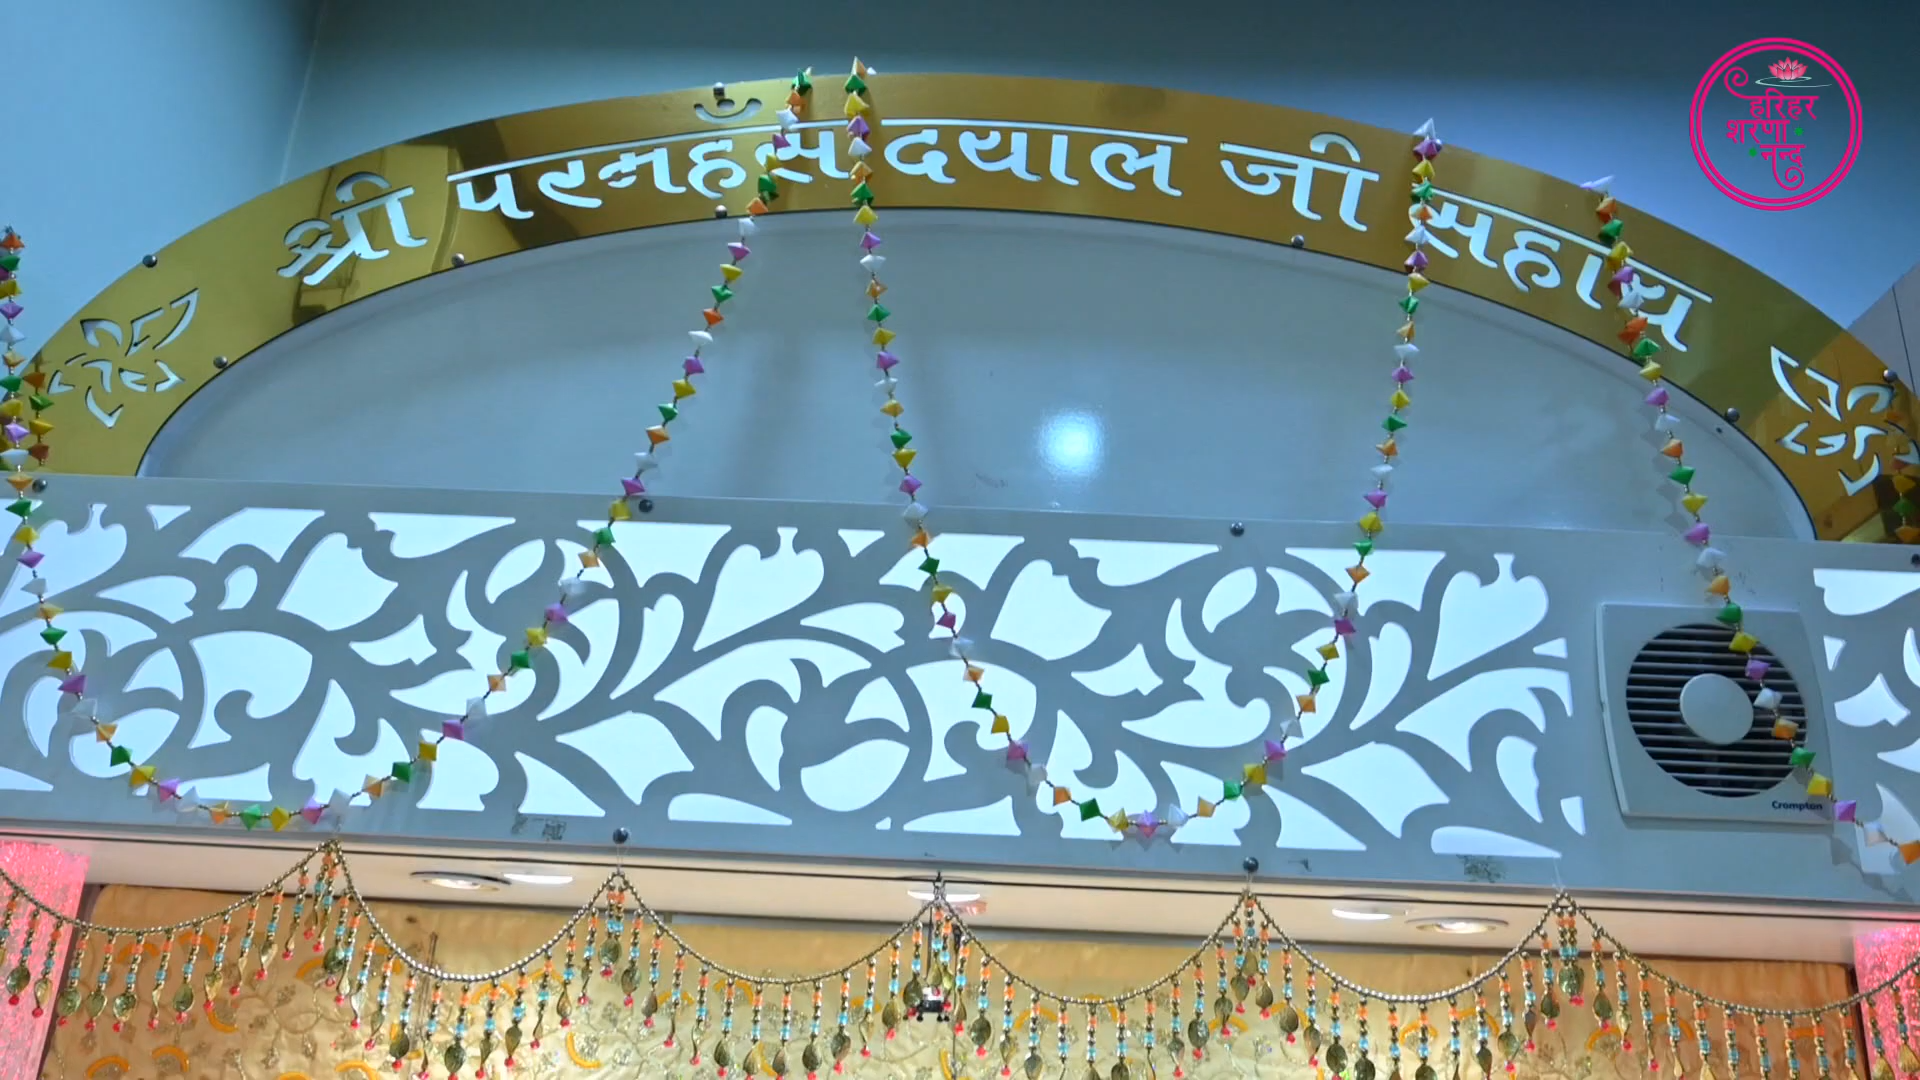 श्री परमहँस दयाल जी सहाय
हरिहर
शरणा
नन्द
Crompton